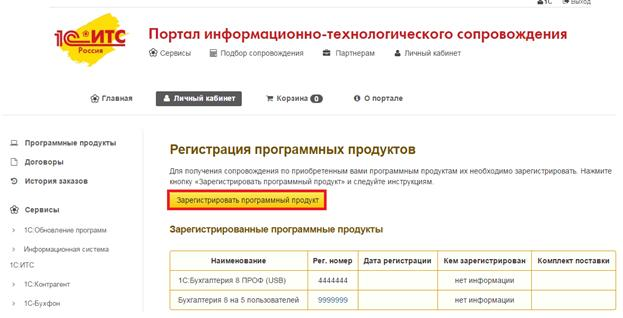 1С Выход
1С ИТС
Россия
Портал информационно-технологического сопровождения
Сервисы Подбор сопровождения Партнерам Личный кабинет
Главная Личный кабинет Корзина 0 О портале
Программные продукты
Договоры
История заказов
Сервисы
1С:Обновление программ
Информационная система
1С:ИТС
1С:Контрагент
1С-Бухфон
Регистрация программных продуктов
Для получения сопровождения по приобретенным вами программным продуктам их необходимо зарегистрировать. Нажмите
кнопку «Зарегистрировать программный продукт» и следуйте инструкциям.
Зарегистрировать программный продукт
Зарегистрированные программные продукты
Наименование Рег. номер Дата регистрации Кем зарегистрирован Комплект поставки
1С:Бухгалтерия 8 ПРОФ (USB) 4444444 нет информации
Бухгалтерия 8 на 5 пользователей 9999999 нет информации